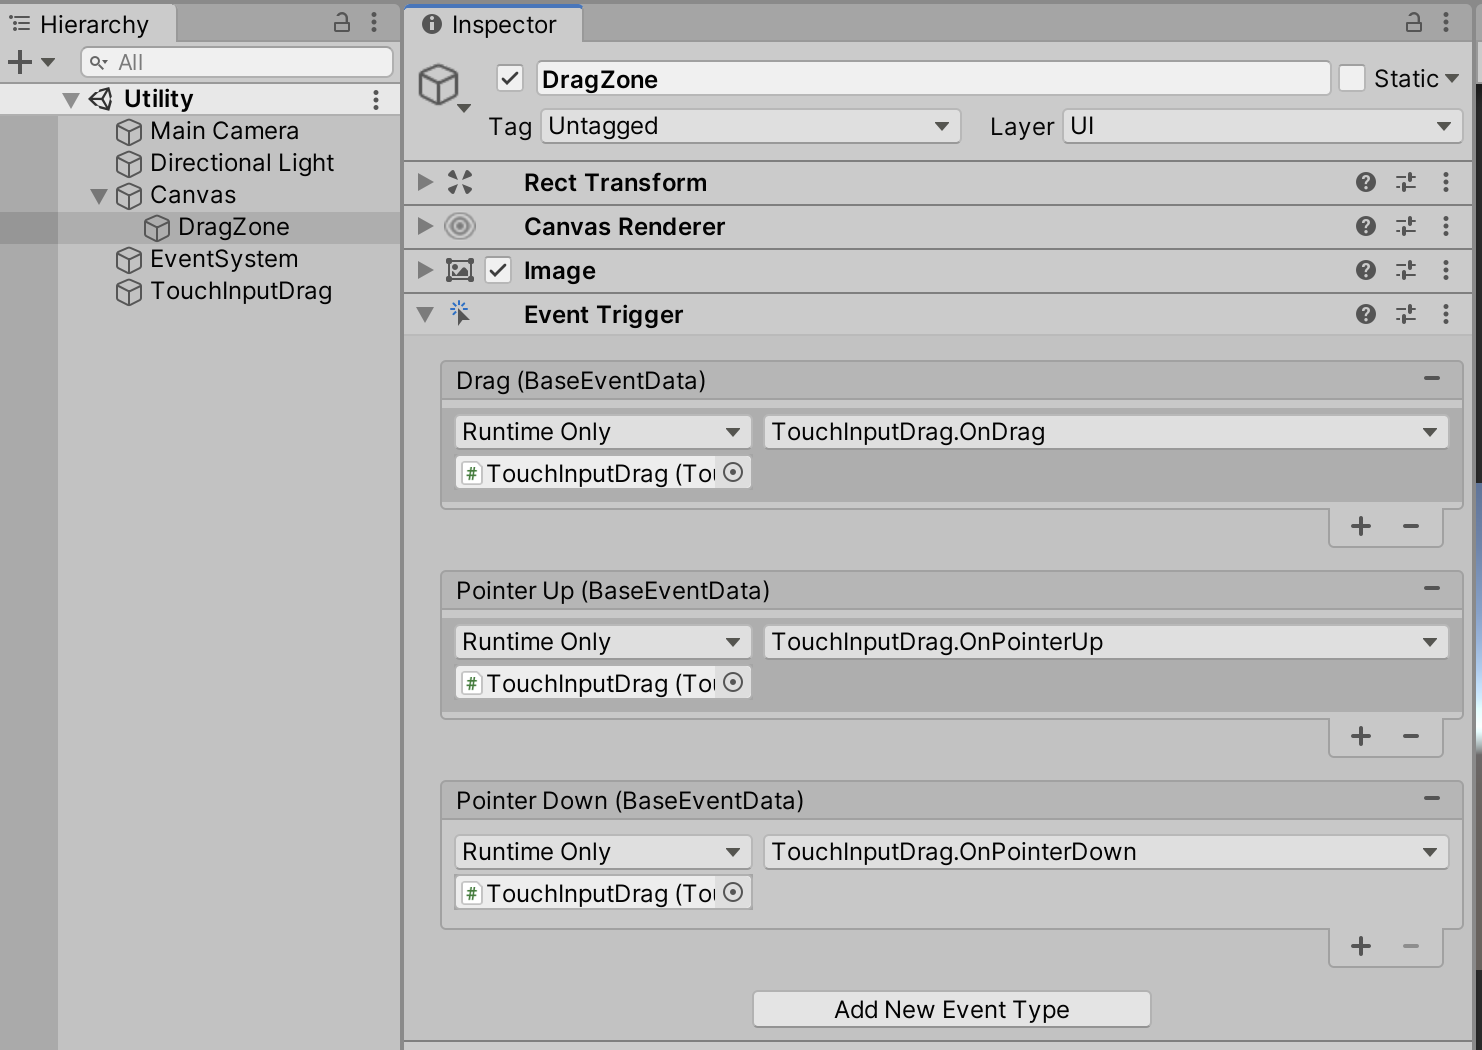 Hierarchy
All
Utility
Main Camera
Directional Light
Canvas
DragZone
EventSystem
TouchInputDrag
Inspector
DragZone
Static
Tag Untagged Layer UI
Rect Transform
Canvas Renderer
Image
Event Trigger
Drag (BaseEventData)
Runtime Only TouchInputDrag.OnDrag
# TouchInputDrag (To
Pointer Up (BaseEventData)
Runtime Only TouchInputDrag.OnPointerUp
# TouchInputDrag (To
Pointer Down (BaseEventData)
Runtime Only TouchInputDrag.OnPointerDown
# TouchInputDrag (To
Add New Event Type